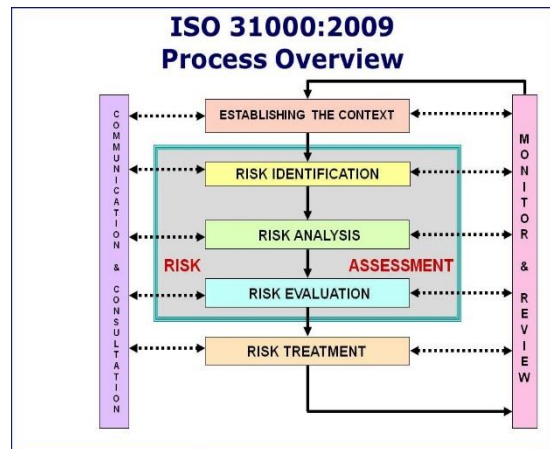 ISO 31000:2009
Process Overview
ESTABLISHING THE CONTEXT
RISK IDENTIFICATION
RISK ANALYSIS
RISK ASSESSMENT
RISK EVALUATION
RISK TREATMENT
COMMUNICATION & CONSULTATION
MONITOR & REVIEW